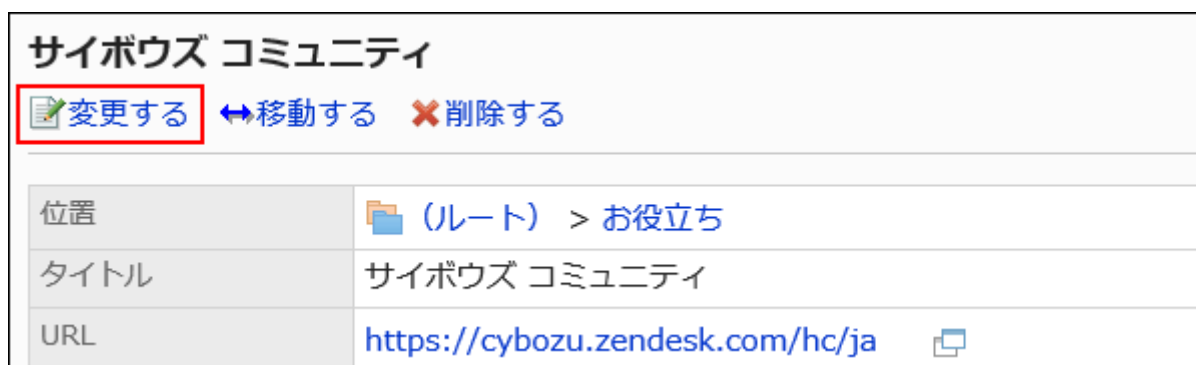 サイボウズ コミュニティ
変更する 移動する 削除する
位置 （ルート） > お役立ち
タイトル サイボウズ コミュニティ
URL https://cybozu.zendesk.com/hc/ja